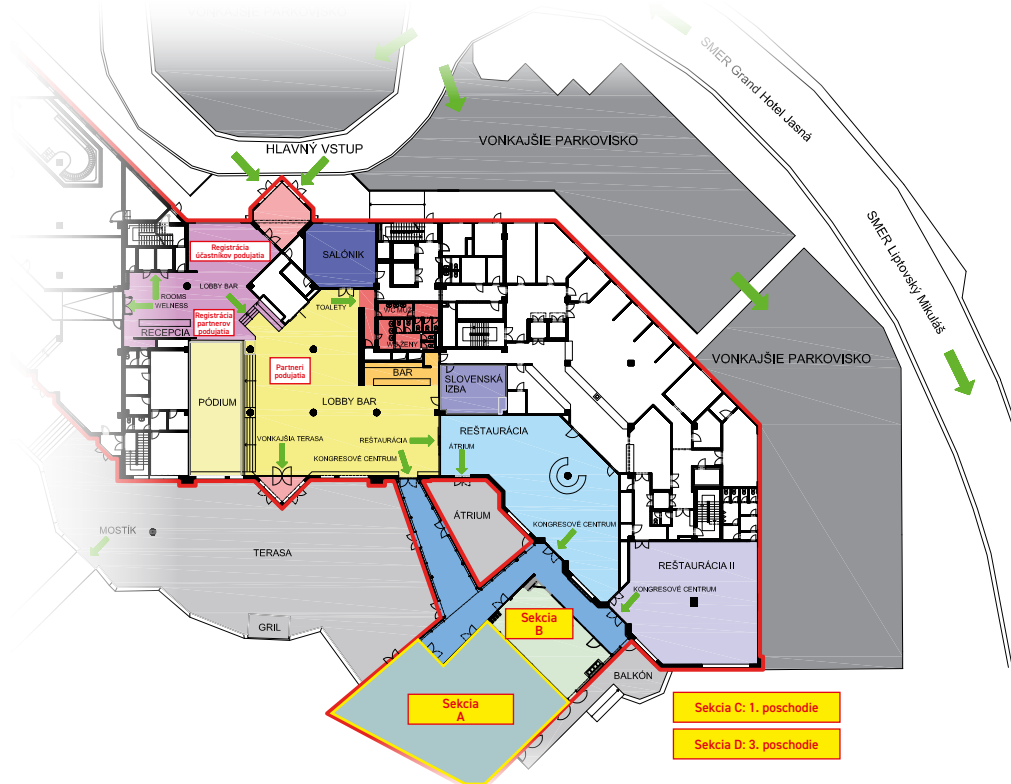 VONKAJŠIE PARKOVISKO
SMER Grand Hotel Jasná
VONKAJŠIE PARKOVISKO
HLAVNÝ VSTUP
SMER Liptovský Mikuláš
Registrácia
účastníkov podujatia
SALÓNIK
LOBBY BAR
ROOMS
WELNESS
TOALETY
WC MUŽI
Registrácia
partnerov
podujatia
RECEPCIA
WC ŽENY
VONKAJŠIE PARKOVISKO
Partneri
podujatia
BAR
SLOVENSKÁ
IZBA
PÓDIUM
LOBBY BAR
REŠTAURÁCIA
VONKAJŠIA TERASA
REŠTAURÁCIA
ÁTRIUM
KONGRESOVÉ CENTRUM
ÁTRIUM
MOSTÍK
KONGRESOVÉ CENTRUM
TERASA
REŠTAURÁCIA II
KONGRESOVÉ CENTRUM
Sekcia
B
GRIL
BALKÓN
Sekcia
A
Sekcia C: 1. poschodie
Sekcia D: 3. poschodie